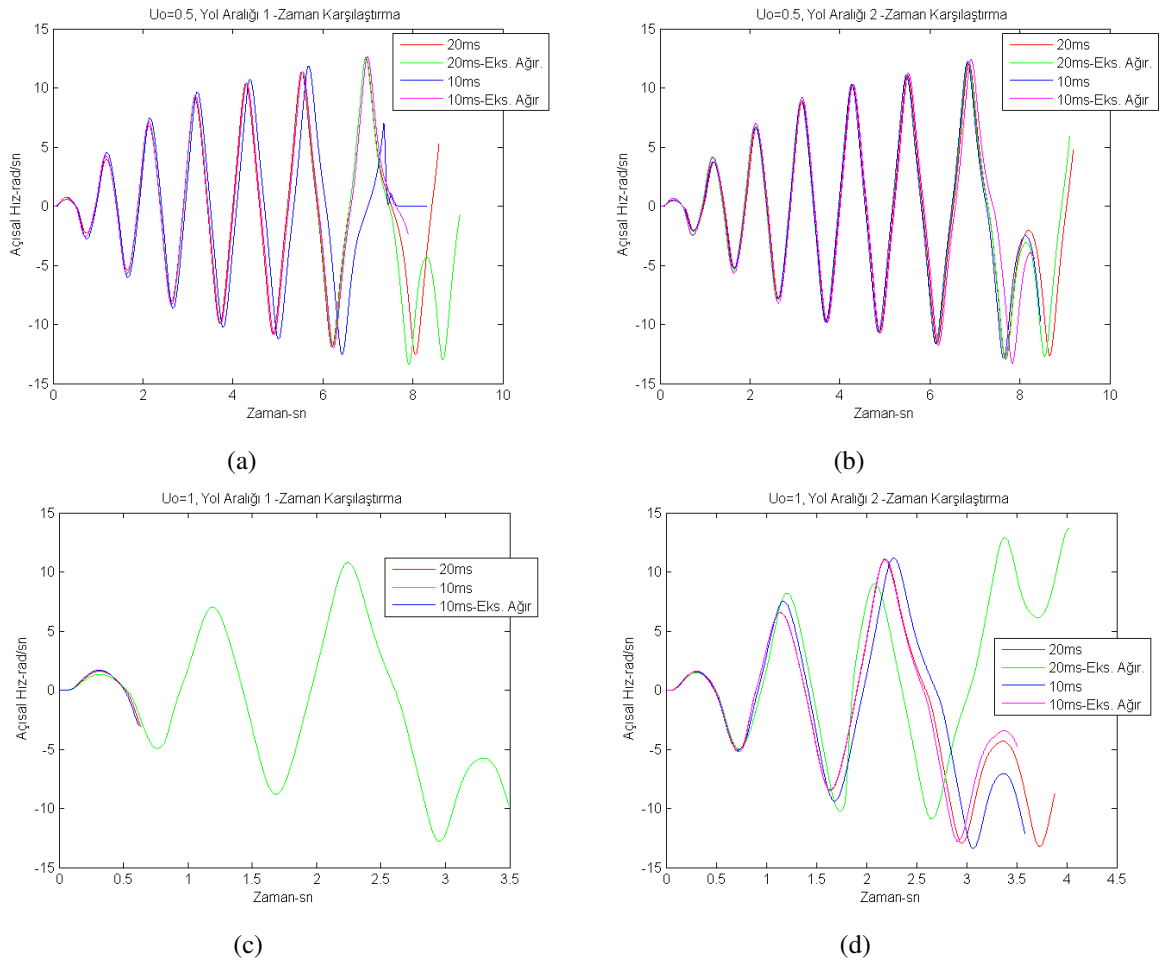 Uo=0.5, Yol Aralığı 1 -Zaman Karşılaştırma
15
10
5
0
-5
-10
-15
Açısal Hız-rad/sn
20ms
20ms-Eks. Ağır.
10ms
10ms-Eks. Ağır
0 2 4 6 8 10
Zaman-sn
(a)
Uo=0.5, Yol Aralığı 2 -Zaman Karşılaştırma
15
10
5
0
-5
-10
-15
Açısal Hız-rad/sn
20ms
20ms-Eks. Ağır.
10ms
10ms-Eks. Ağır
0 2 4 6 8 10
Zaman-sn
(b)
Uo=1, Yol Aralığı 1 -Zaman Karşılaştırma
15
10
5
0
-5
-10
-15
Açısal Hız-rad/sn
20ms
10ms
10ms-Eks. Ağır
0 0.5 1 1.5 2 2.5 3 3.5
Zaman-sn
(c)
Uo=1, Yol Aralığı 2 -Zaman Karşılaştırma
15
10
5
0
-5
-10
-15
Açısal Hız-rad/sn
20ms
20ms-Eks. Ağır.
10ms
10ms-Eks. Ağır
0 0.5 1 1.5 2 2.5 3 3.5 4 4.5
Zaman-sn
(d)